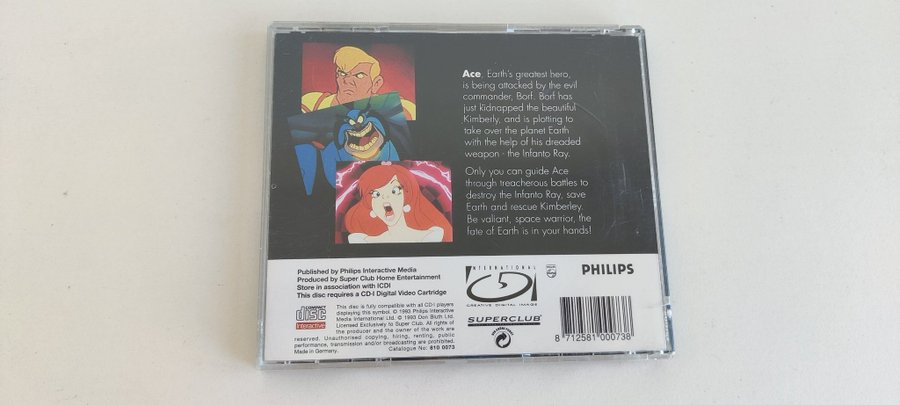 Ace, Earth's greatest hero,
is being attacked by the evil
commander, Borf. Borf has
just kidnapped the beautiful
Kimberly, and is plotting to
take over the planet Earth
with the help of his dreaded
weapon - the Infanto Ray.
Only you can guide Ace
through treacherous battles to
destroy the Infanto Ray, save
Earth and rescue Kimberley.
Be valiant, space warrior, the
fate of Earth is in your hands!
Published by Philips Interactive Media
Produced by Super Club Home Entertainment
Store in association with ICDI
This disc requires a CD-I Digital Video Cartridge
COMPACT
disc
Interactive
This disc is fully compatible with all CD-I players
displaying this symbol. © 1993 Philips Interactive
Media International Ltd. © 1993 Don Bluth Ltd.
Licensed Exclusively to Super Club. All rights of
the producer and the owner of the work are
reserved. Unauthorised copying, hiring, renting, public
performance, transmission and/or broadcasting are prohibited.
Made in Germany. Catalogue No: 810 0073
INTERNATIONAL
CREATIVE DIGITAL IMAGE
SUPERCLUB
PHILIPS
8 712581 000738